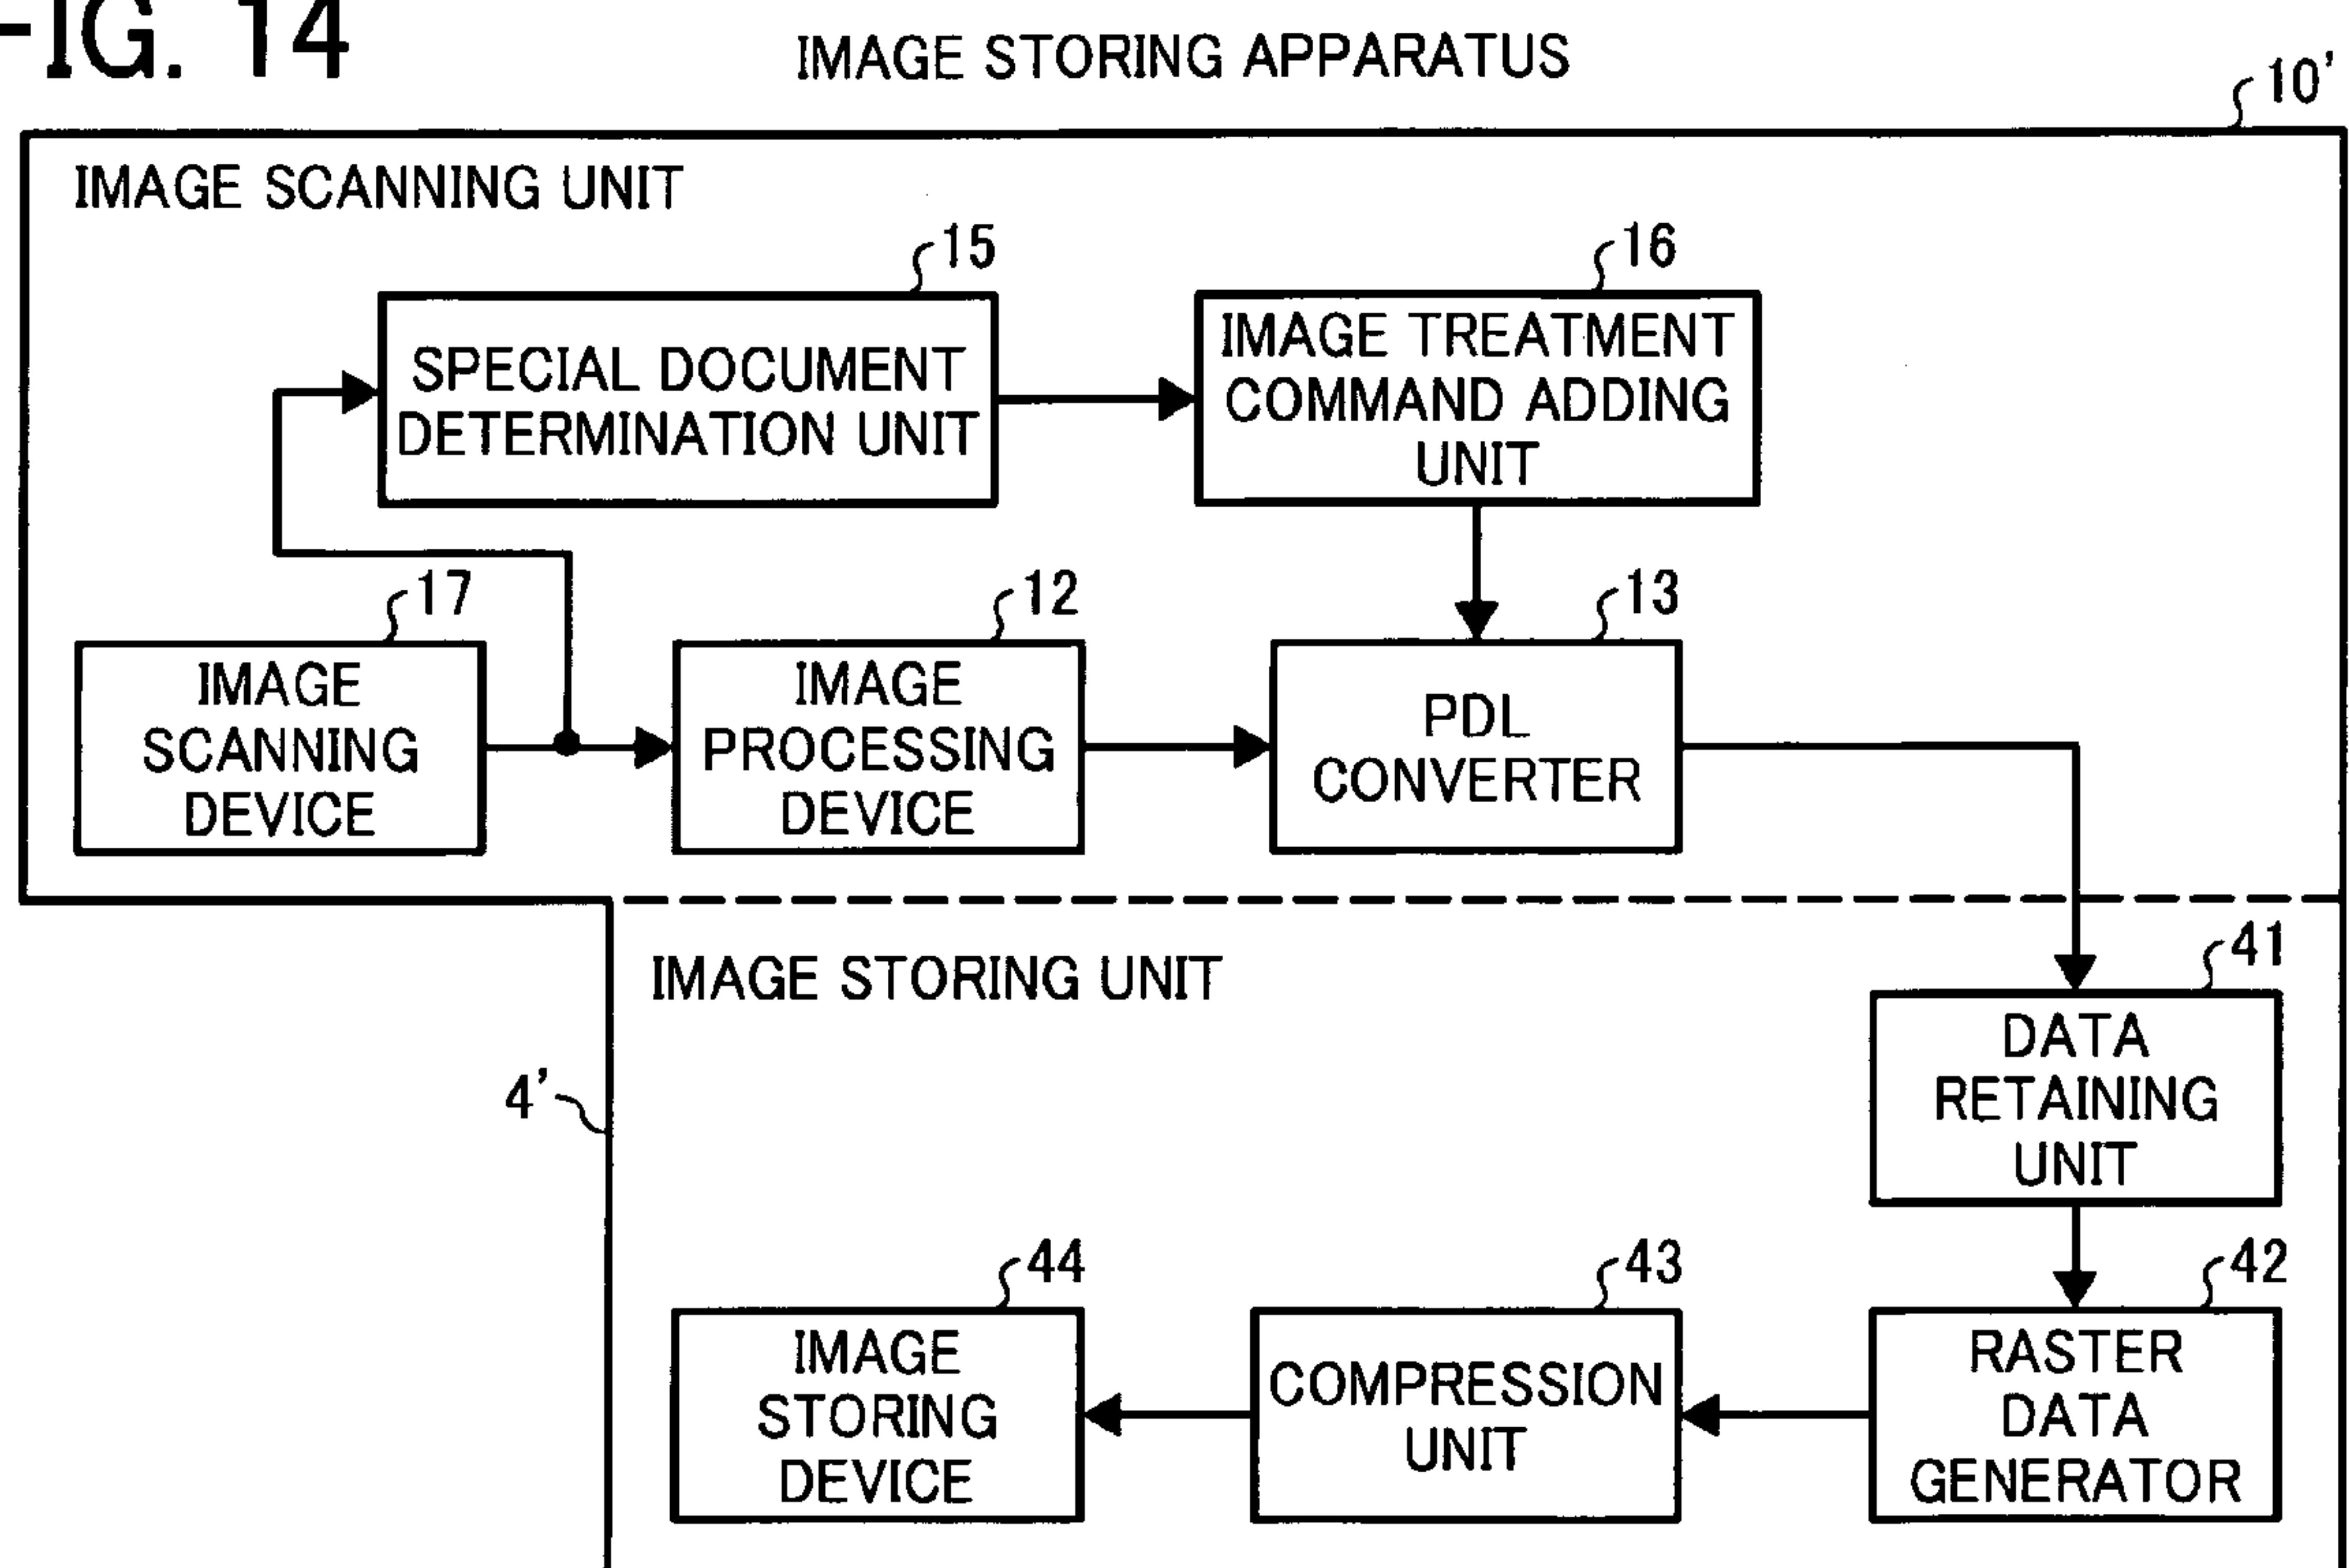 FIG. 14
IMAGE STORING APPARATUS
10'
IMAGE SCANNING UNIT
15
16
SPECIAL DOCUMENT
DETERMINATION UNIT
IMAGE TREATMENT
COMMAND ADDING
UNIT
17
12
13
IMAGE
SCANNING
DEVICE
IMAGE
PROCESSING
DEVICE
PDL
CONVERTER
IMAGE STORING UNIT
41
4'
DATA
RETAINING
UNIT
44
43
42
IMAGE
STORING
DEVICE
COMPRESSION
UNIT
RASTER
DATA
GENERATOR